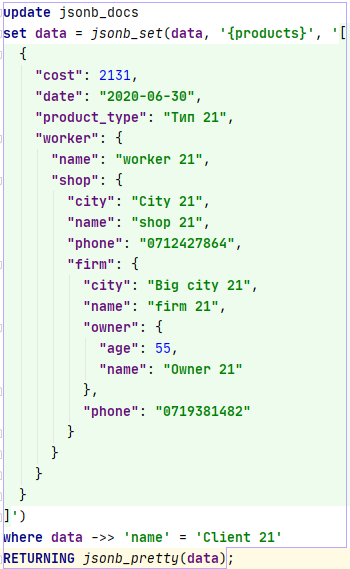 update jsonb_docs
set data = jsonb_set(data, '{products}', '[
  {
    "cost": 2131,
    "date": "2020-06-30",
    "product_type": "Тип 21",
    "worker": {
      "name": "worker 21",
      "shop": {
        "city": "City 21",
        "name": "shop 21",
        "phone": "0712427864",
        "firm": {
          "city": "Big city 21",
          "name": "firm 21",
          "owner": {
            "age": 55,
            "name": "Owner 21"
          },
          "phone": "0719381482"
        }
      }
    }
  }
]')
where data ->> 'name' = 'Client 21'
RETURNING jsonb_pretty(data);